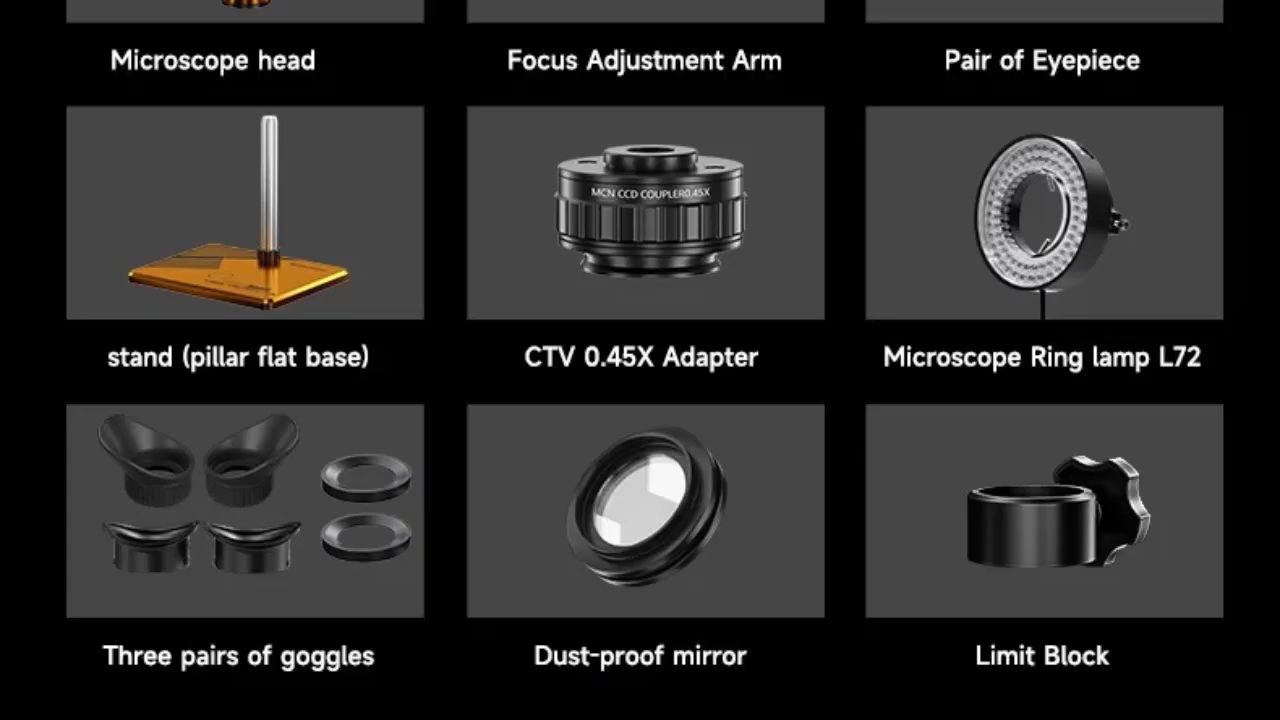 Microscope head
Focus Adjustment Arm
Pair of Eyepiece
MCN CCD COUPLER0.45X
stand (pillar flat base)
CTV 0.45X Adapter
Microscope Ring lamp L72
Three pairs of goggles
Dust-proof mirror
Limit Block